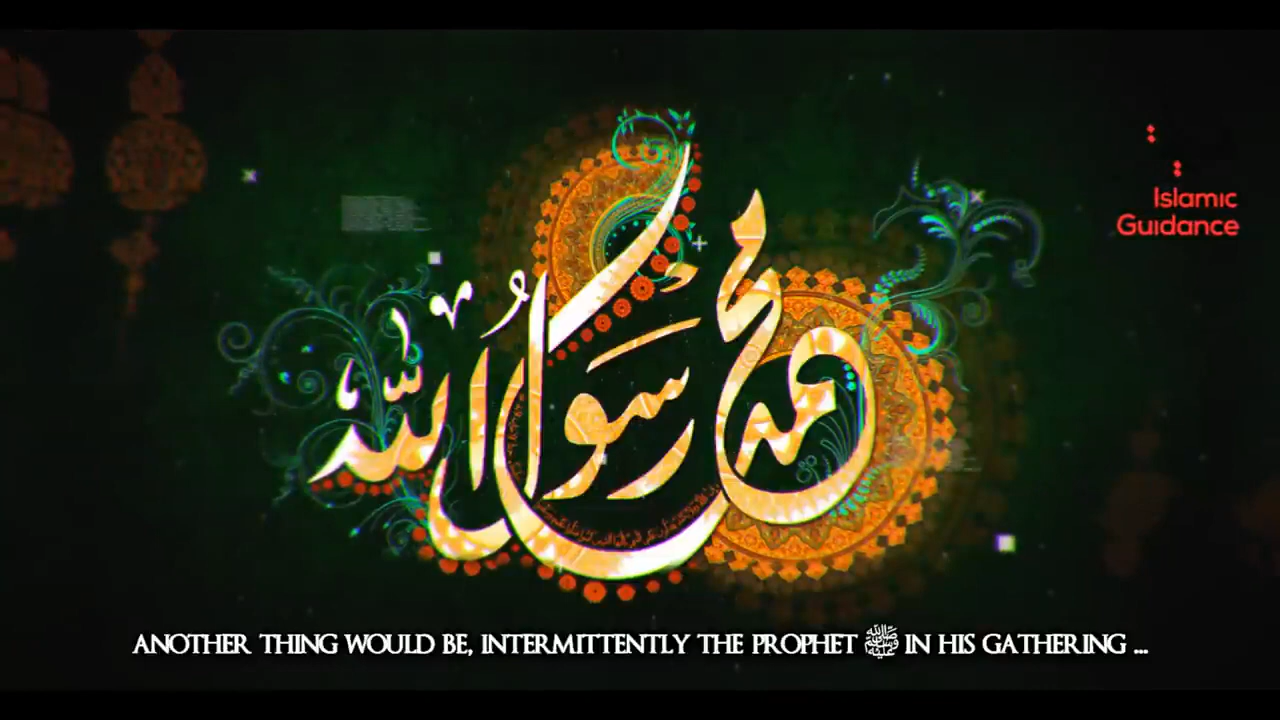 محمد رسول الله
Islamic
Guidance
ANOTHER THING WOULD BE, INTERMITTENTLY THE PROPHET ﷺ IN HIS GATHERING ...